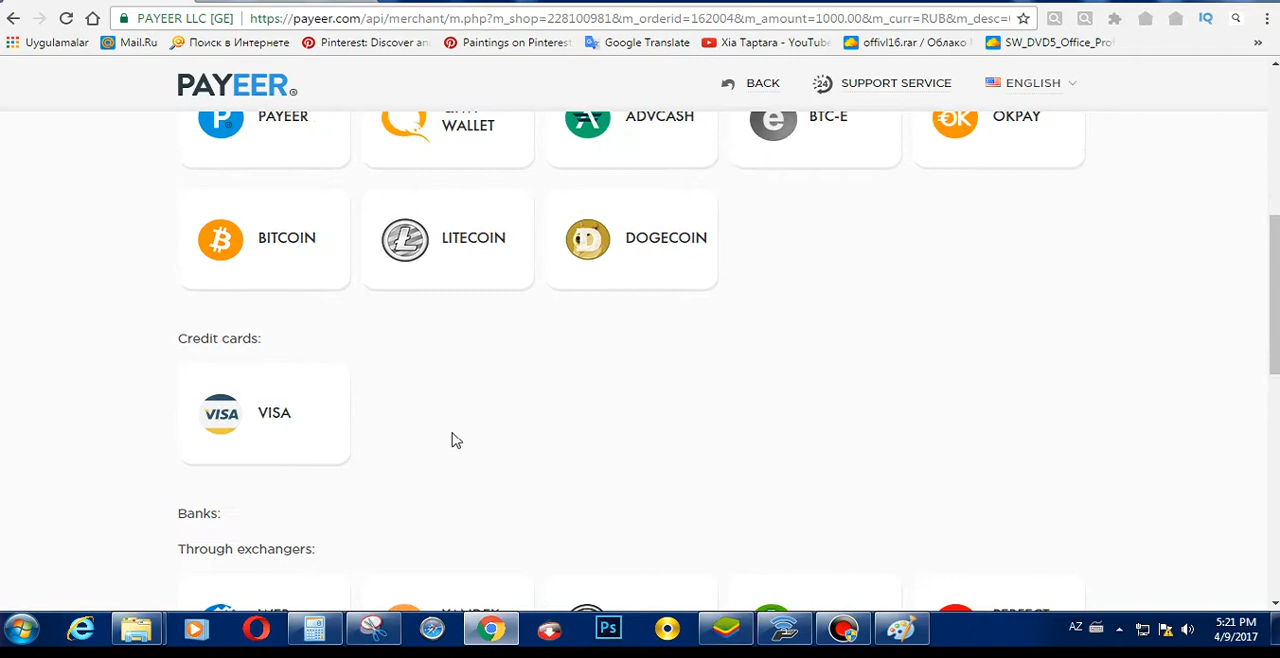 PAYEER LLC [GE] https://payeer.com/api/merchant/m.php?m_shop=228100981&m_orderid=162004&m_amount=1000.00&m_curr=RUB&m_desc=
Uygulamalar Mail.Ru Поиск в Интернете Pinterest: Discover an Paintings on Pinterest Google Translate Xia Taptara - YouTube offivl16.rar / Облако SW_DVD5_Office_Prof »
PAYEER BACK 24 SUPPORT SERVICE ENGLISH
PAYEER WALLET ADVCASH BTC-E OKPAY
BITCOIN LITECOIN DOGECOIN
Credit cards:
VISA VISA
Banks:
Through exchangers:
AZ 5:21 PM
4/9/2017